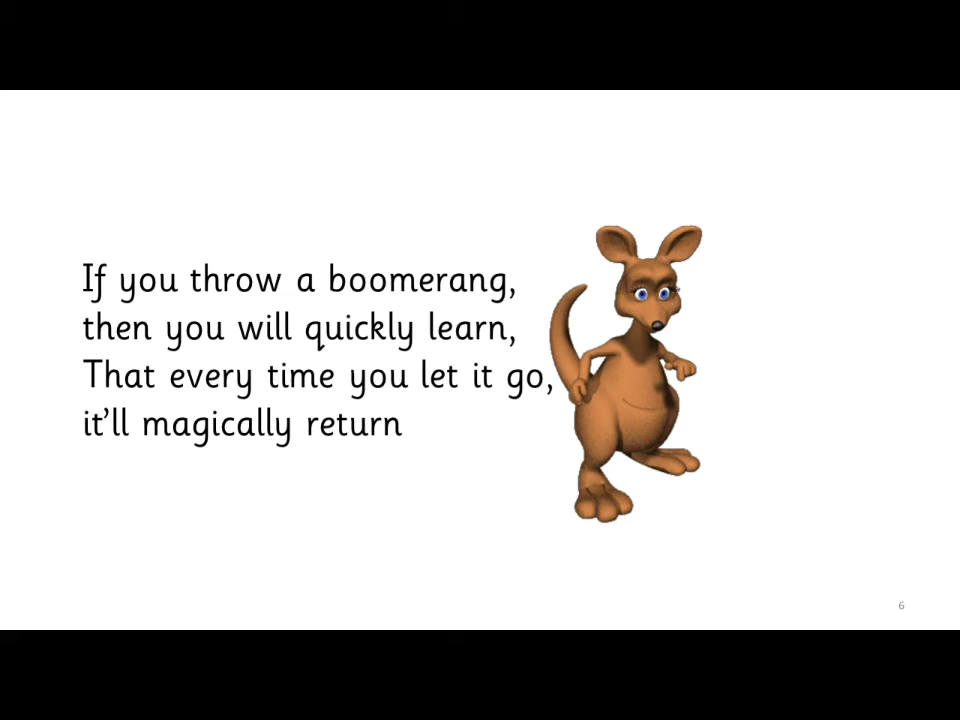 If you throw a boomerang,
then you will quickly learn,
That every time you let it go,
it’ll magically return
6